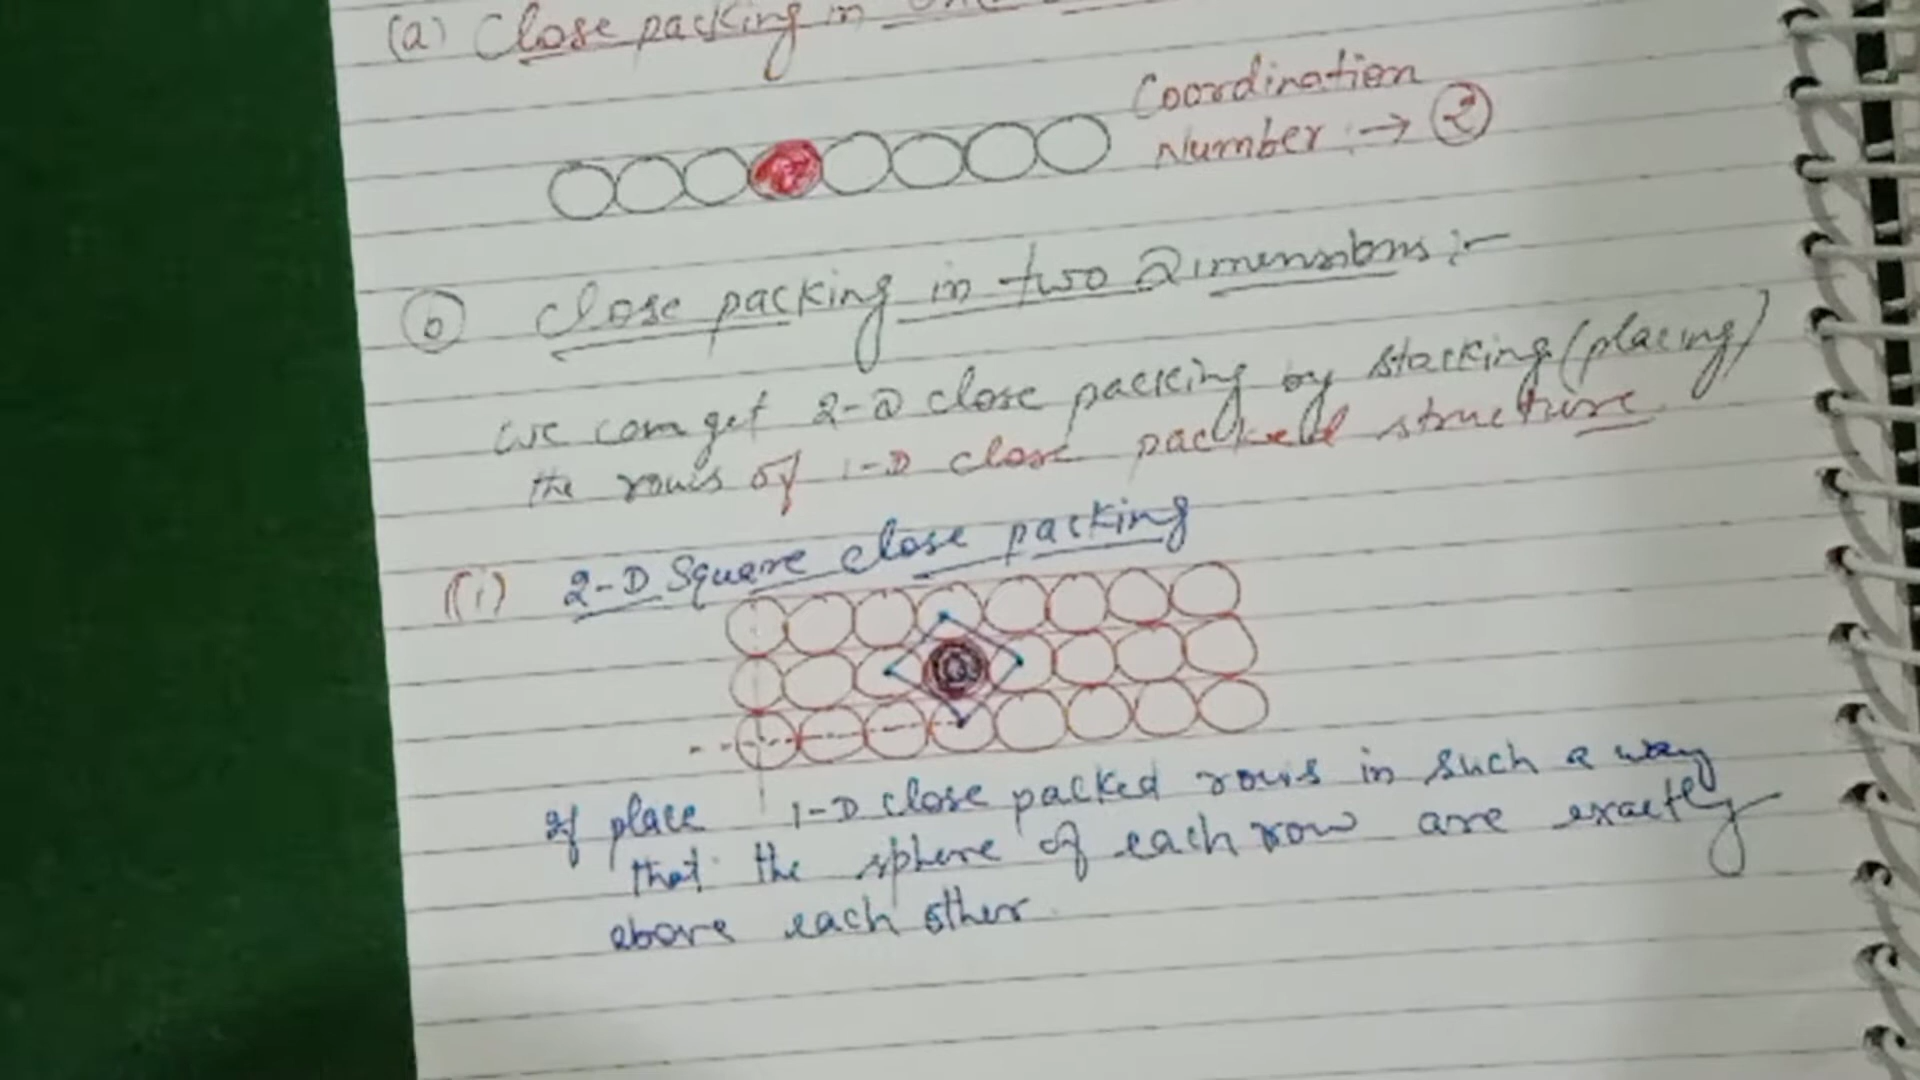 (a) Close packing in
Coordination
Number :→ 2
b close packing in two Dimensions :-
we can get 2-D close packing by stacking (placing)
the rows of 1-D close packed structure
(i) 2-D Square close packing
If place 1-D close packed rows in such a way
that the sphere of each row are exactly
above each other